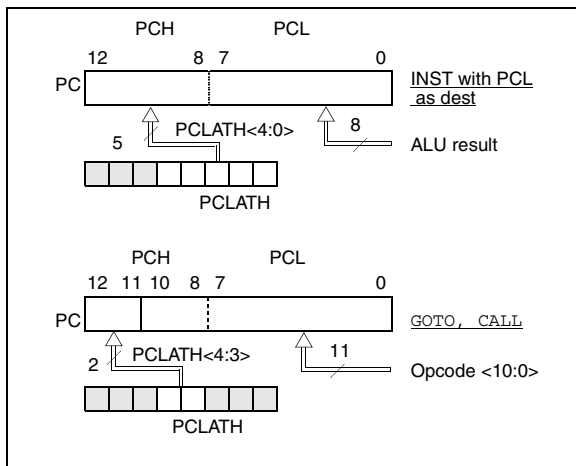 PCH PCL
12 8 7 0
PC
INST with PCL
as dest
PCLATH<4:0>
5
8
ALU result
PCLATH
PCH PCL
12 11 10 8 7 0
PC
GOTO, CALL
2
PCLATH<4:3>
11
Opcode <10:0>
PCLATH